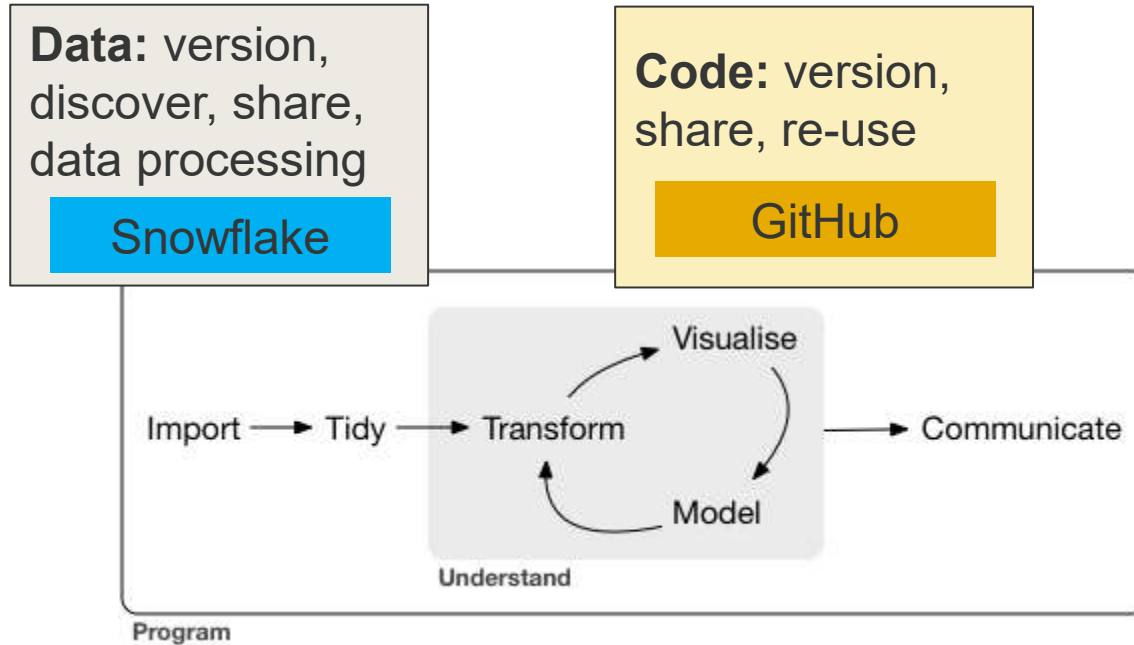 Data: version,
discover, share,
data processing
Snowflake
Code: version,
share, re-use
GitHub
Visualise
Import
Tidy
Transform
Communicate
Model
Understand
Program